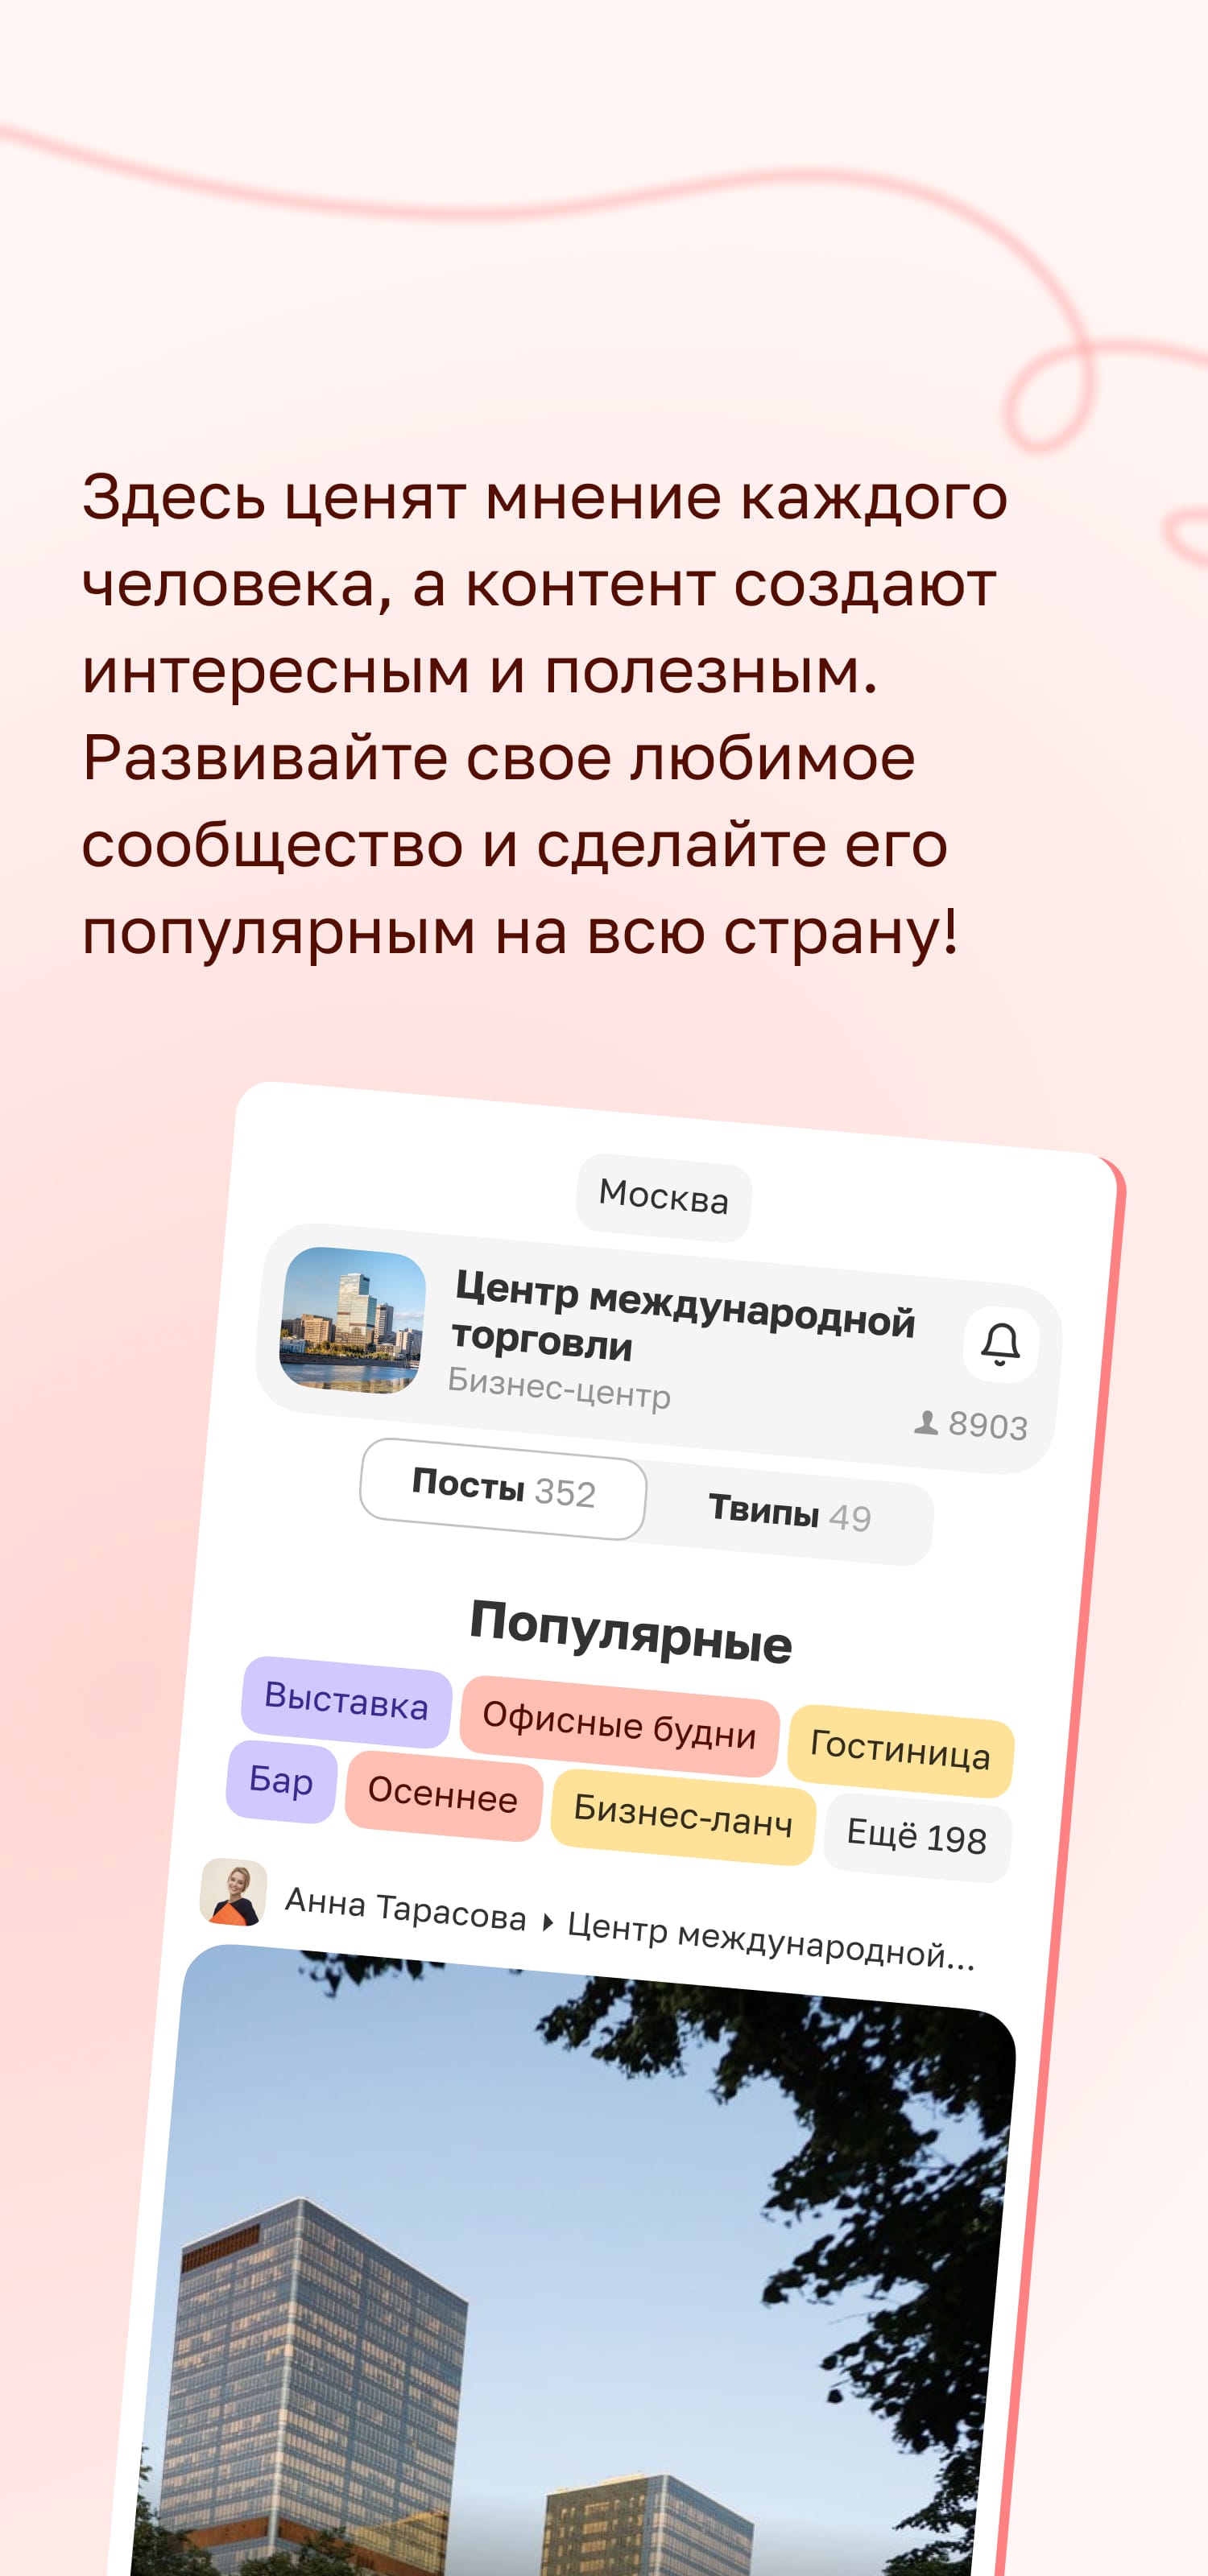 Здесь ценят мнение каждого
человека, а контент создают
интересным и полезным.
Развивайте свое любимое
сообщество и сделайте его
популярным на всю страну!
Москва
Центр международной
торговли
Бизнес-центр
8903
Посты 352
Твипы 49
Популярные
Выставка
Офисные будни
Гостиница
Бар
Осеннее
Бизнес-ланч
Ещё 198
Анна Тарасова
Центр международной...